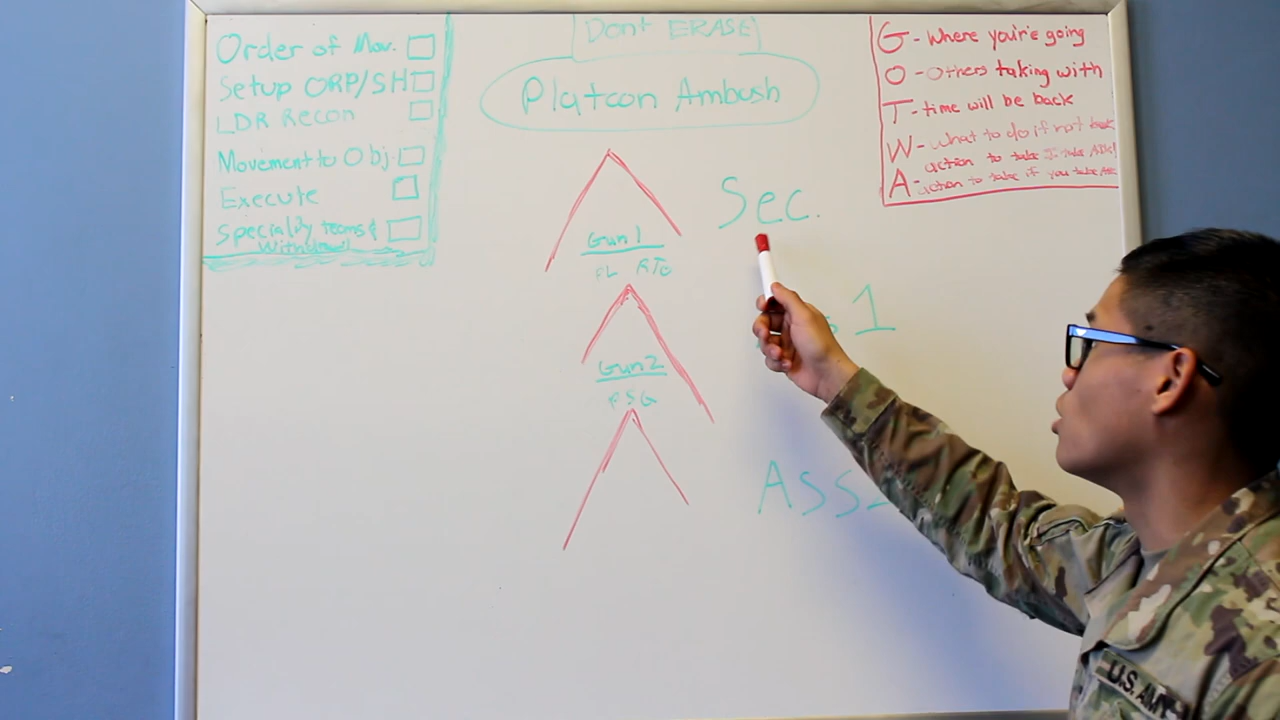 Order of Mov.
Setup ORP/SH
LDR Recon
Movement to Obj
Execute
Speciality teams &
Withdrawl
Dont ERASE
Platoon Ambush
Gun 1
PL RTO
Gun 2
PSG
Sec.
1
Ass
G - Where you're going
O - Others taking with
T - time will be back
W - what to do if not back
action to take I take
A - action to take if you take
U.S. ARMY